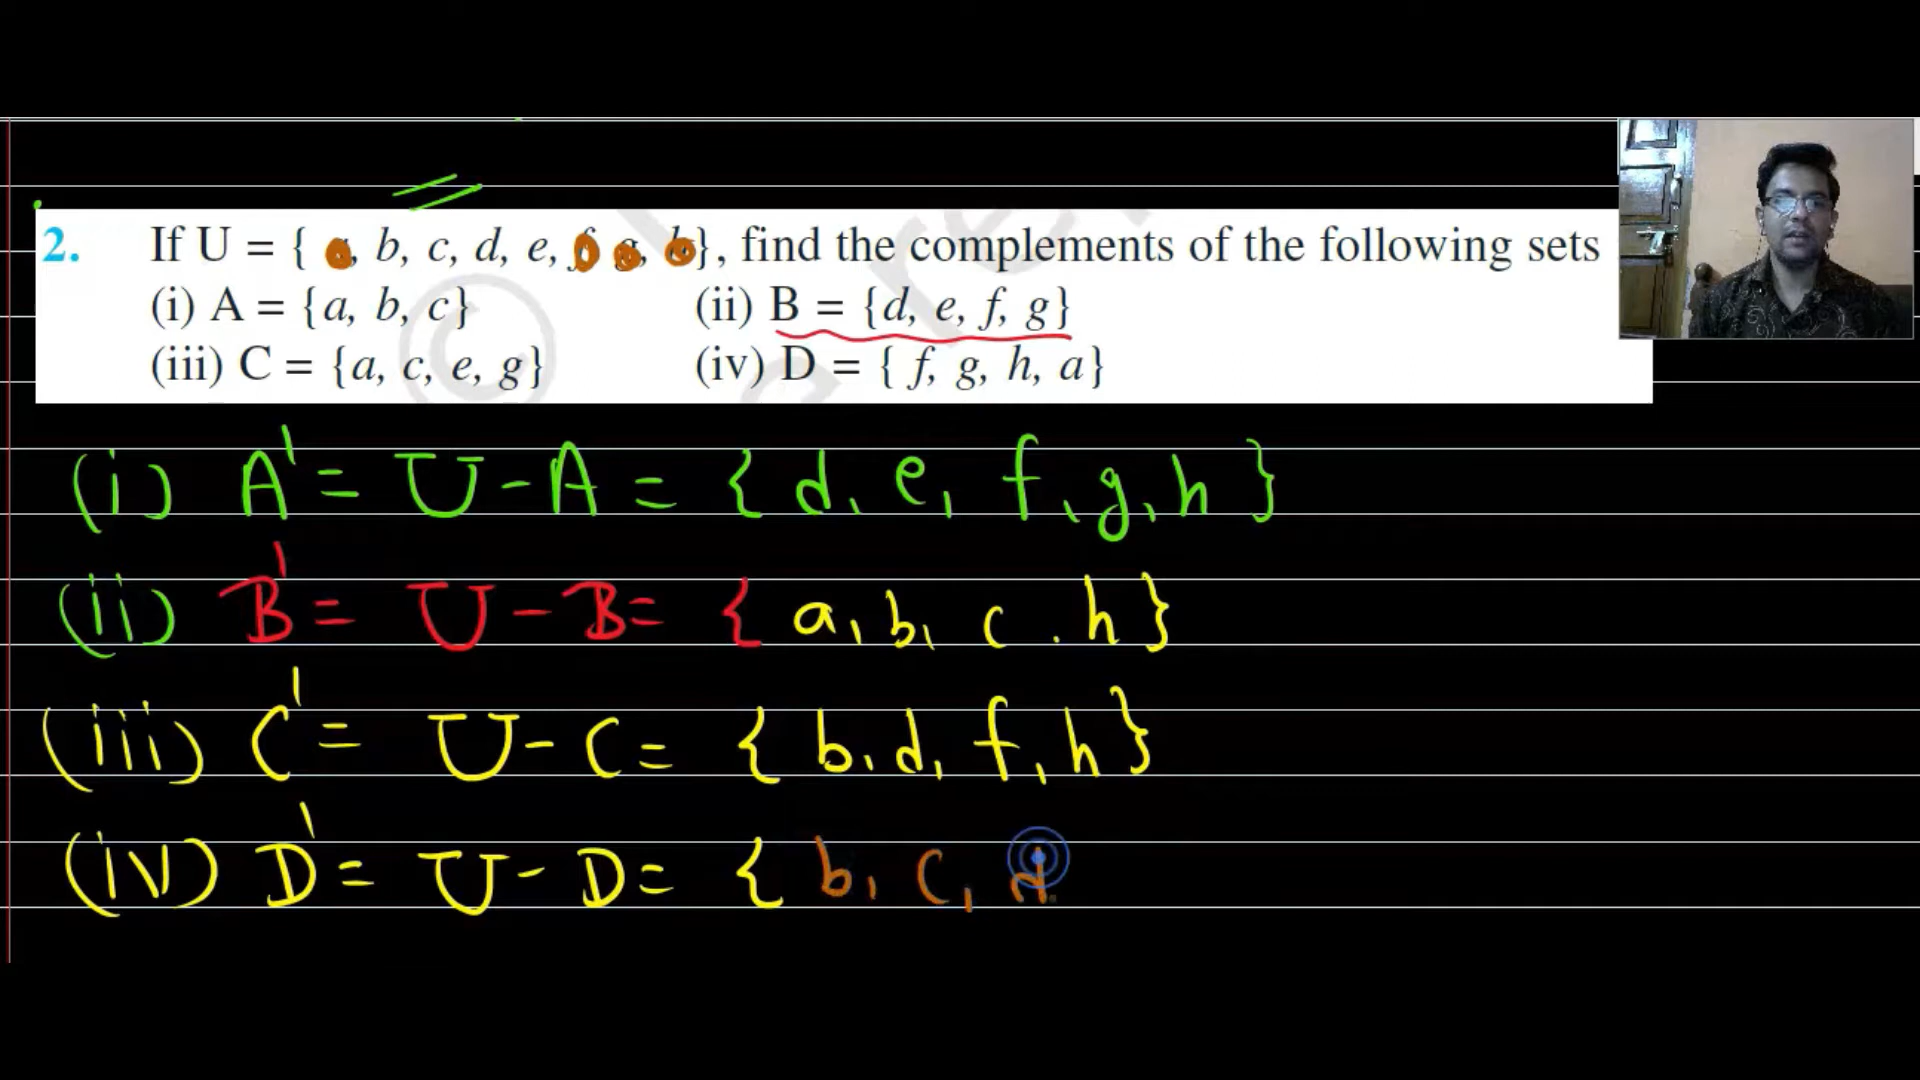 2. If U = { a, b, c, d, e, f, g, h}, find the complements of the following sets
(i) A = {a, b, c} (ii) B = {d, e, f, g}
(iii) C = {a, c, e, g} (iv) D = { f, g, h, a}
(i) A' = U - A = { d, e, f, g, h }
(ii) B' = U - B = { a, b, c . h }
(iii) C' = U - C = { b, d, f, h }
(iv) D' = U - D = { b, c, d